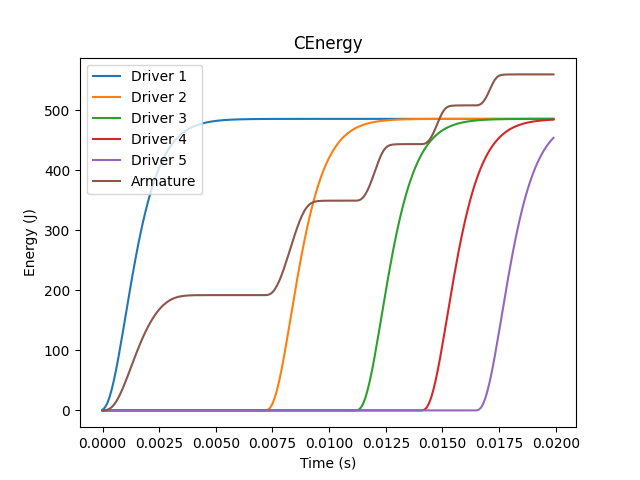 CEnergy
Driver 1
Driver 2
Driver 3
Driver 4
Driver 5
Armature
Energy (J)
500
400
300
200
100
0
0.0000 0.0025 0.0050 0.0075 0.0100 0.0125 0.0150 0.0175 0.0200
Time (s)